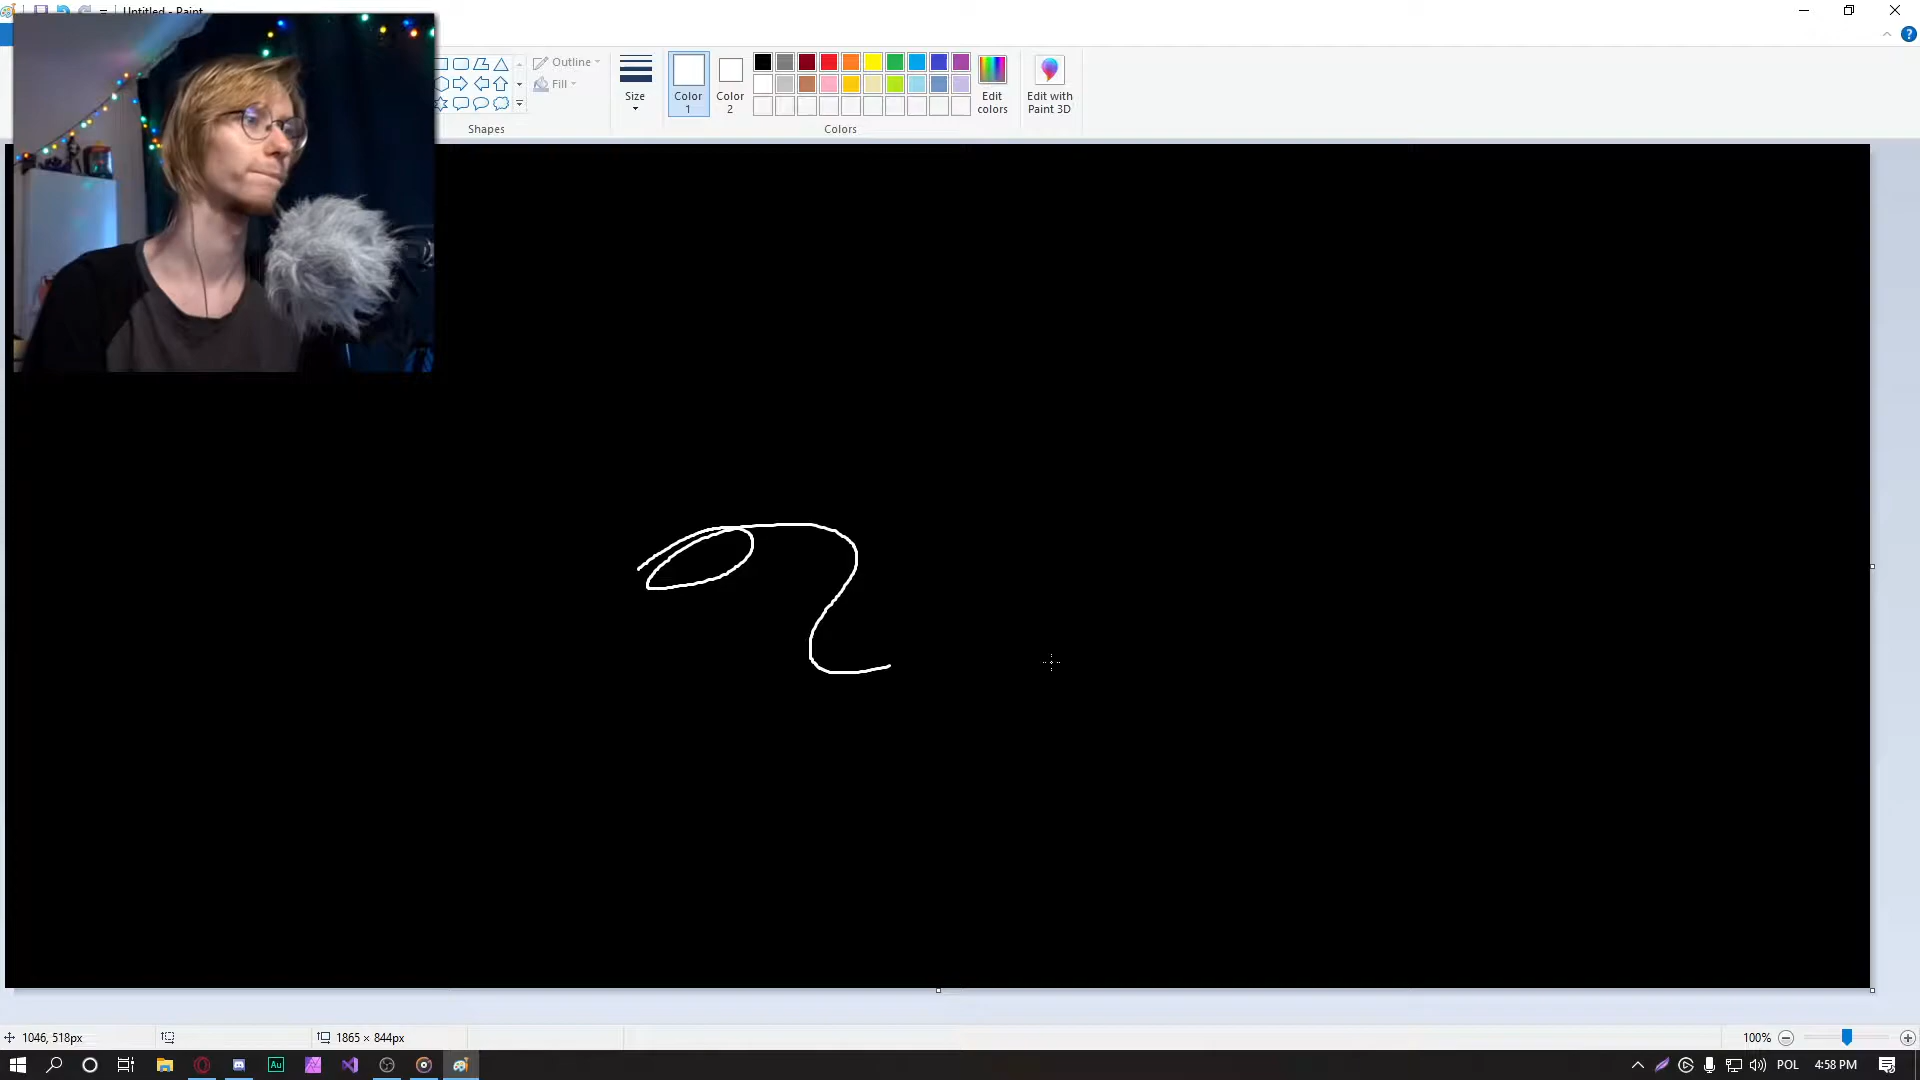 Untitled - Paint
Outline
Fill
Size
Color 1
Color 2
Edit colors
Edit with Paint 3D
Shapes
Colors
1046, 518px
1865 × 844px
100%
Au
POL
4:58 PM